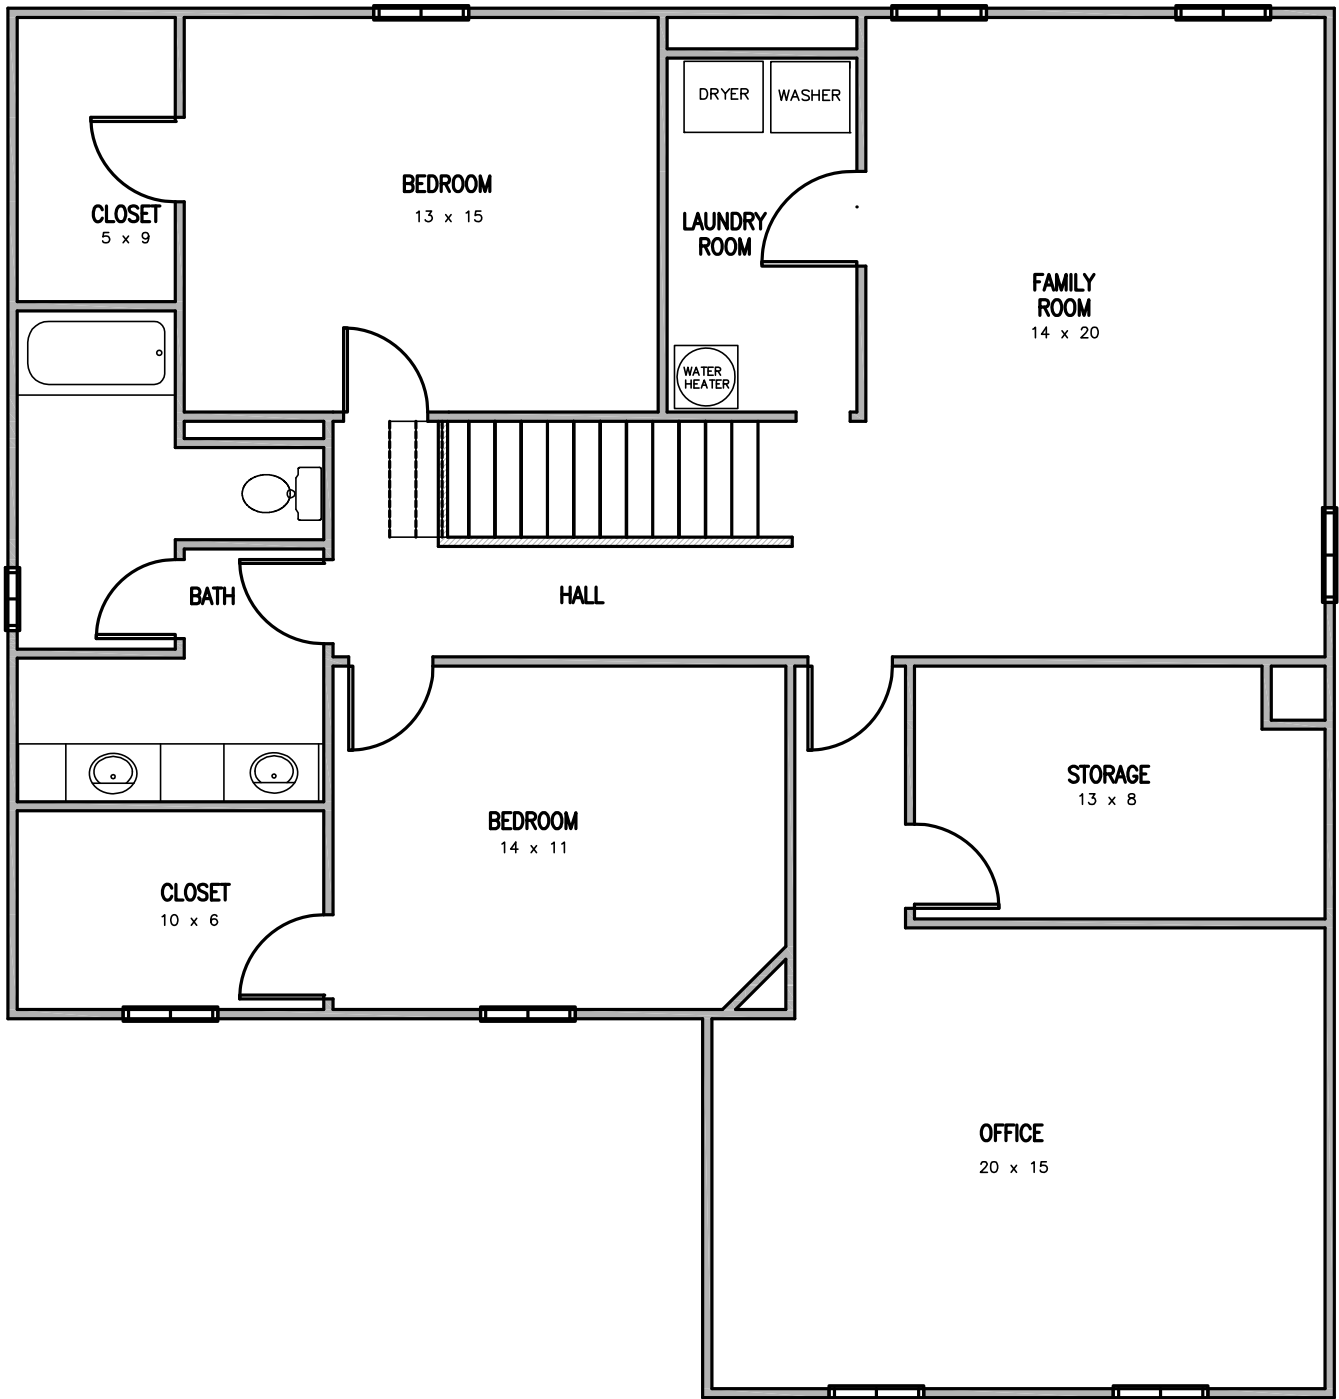 DRYER
WASHER
BEDROOM
13 x 15
CLOSET
5 x 9
LAUNDRY
ROOM
FAMILY
ROOM
14 x 20
WATER
HEATER
BATH
HALL
STORAGE
13 x 8
BEDROOM
14 x 11
CLOSET
10 x 6
OFFICE
20 x 15